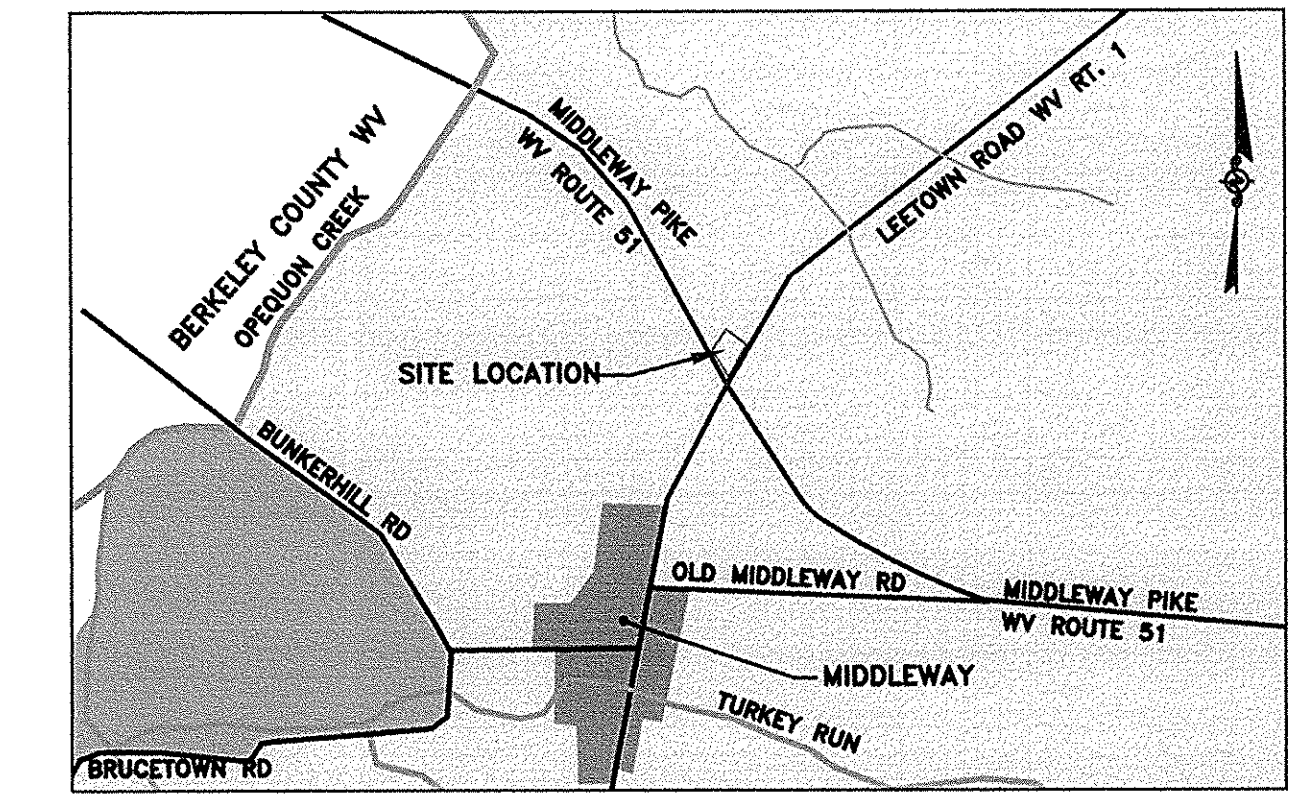 MIDDLEWAY PIKE
WV ROUTE 51
LEETOWN ROAD WV RT. 1
BERKELEY COUNTY WV
OPEQUON CREEK
N
SITE LOCATION
BUNKERHILL RD
OLD MIDDLEWAY RD
MIDDLEWAY PIKE
WV ROUTE 51
MIDDLEWAY
TURKEY RUN
BRUCETOWN RD